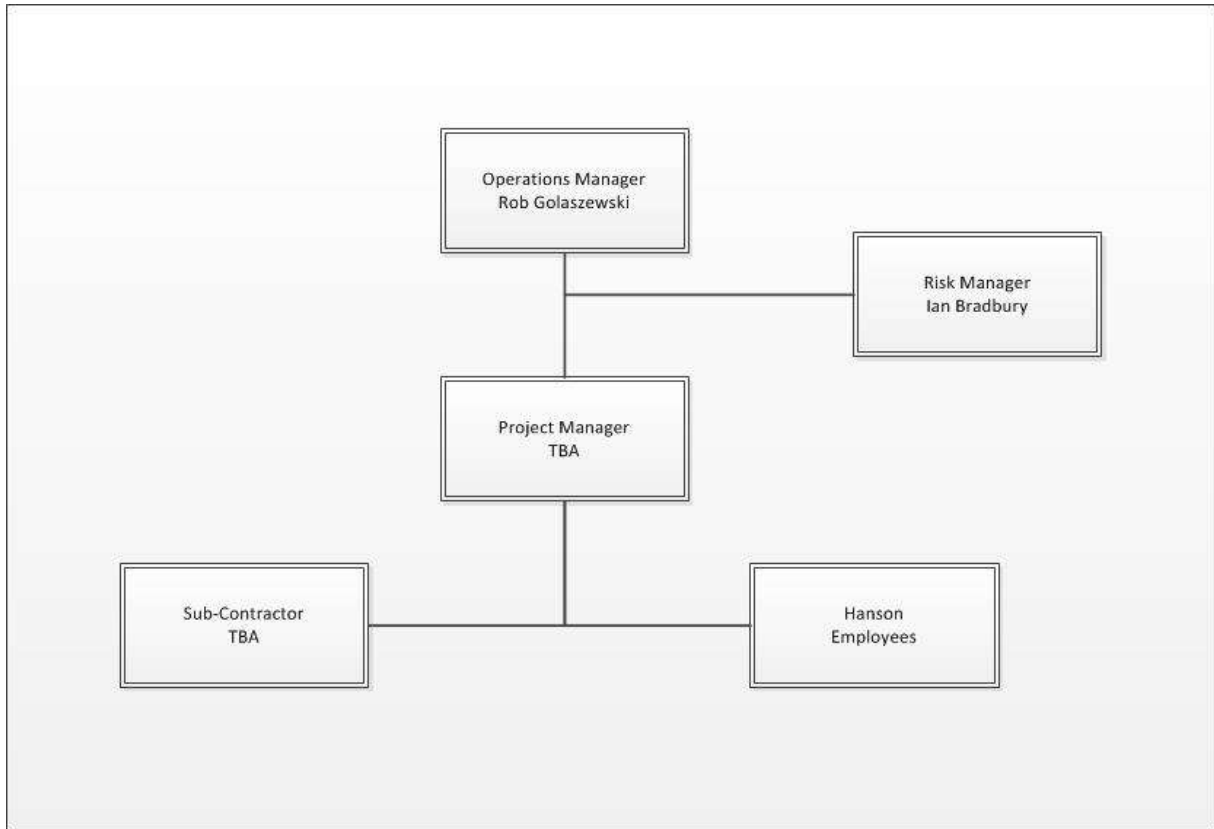 Operations Manager
Rob Golaszewski
Risk Manager
Ian Bradbury
Project Manager
TBA
Sub-Contractor
TBA
Hanson
Employees